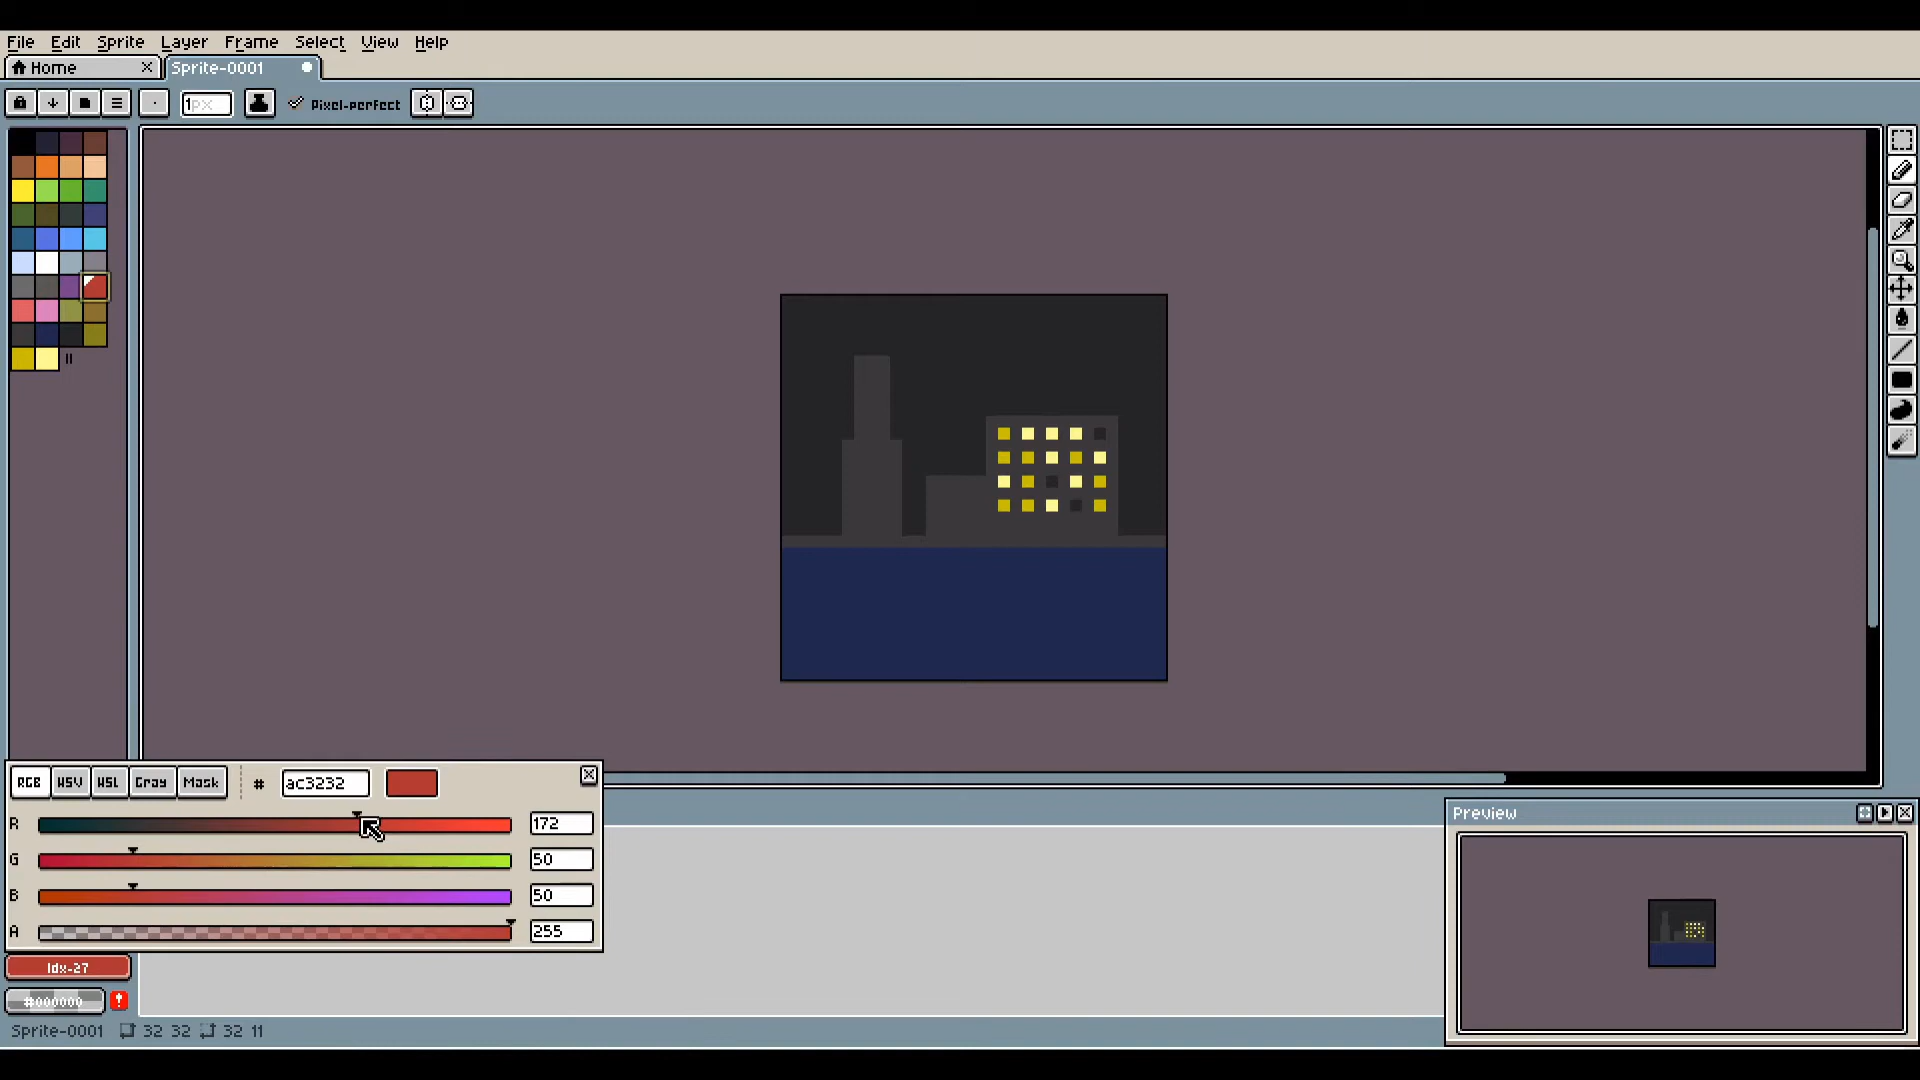 File Edit Sprite Layer Frame Select View Help
Home Sprite-0001
1px Pixel-perfect
RGB HSV HSL Gray Mask # ac3232
R 172
G 50
B 50
A 255
Idx-27
#000000 !
Sprite-0001 32 32 32 11
Preview